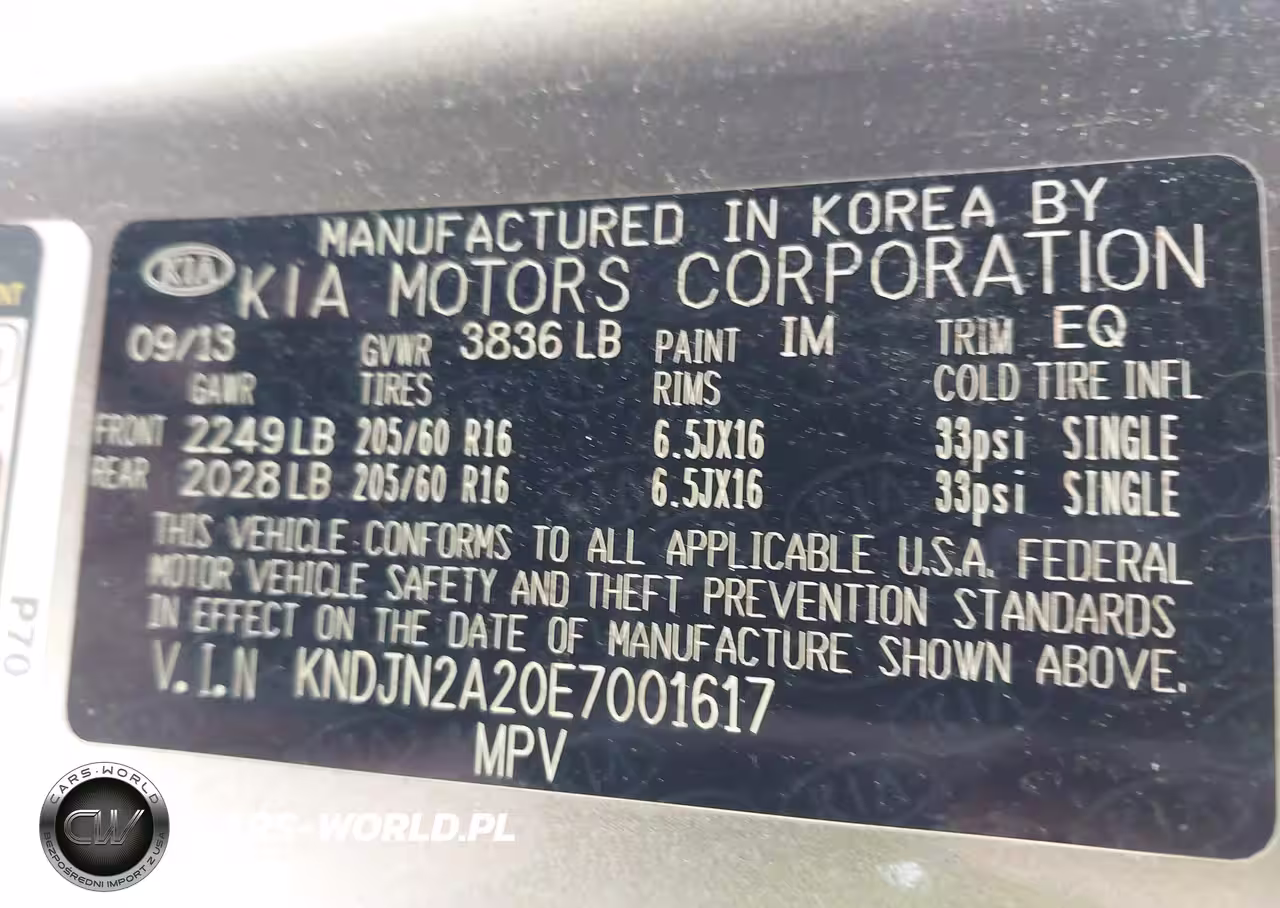 MANUFACTURED IN KOREA BY
KIA KIA MOTORS CORPORATION
09/13 GVWR 3836 LB PAINT IM TRIM EQ
GAWR TIRES RIMS COLD TIRE INFL
FRONT 2249 LB 205/60 R16 6.5JX16 33psi SINGLE
REAR 2028 LB 205/60 R16 6.5JX16 33psi SINGLE
THIS VEHICLE CONFORMS TO ALL APPLICABLE U.S.A. FEDERAL
MOTOR VEHICLE SAFETY AND THEFT PREVENTION STANDARDS
IN EFFECT ON THE DATE OF MANUFACTURE SHOWN ABOVE.
V.I.N KNDJN2A20E7001617
MPV
P70
CARS-WORLD
CW
BEZPOŚREDNI IMPORT Z USA
CARS-WORLD.PL